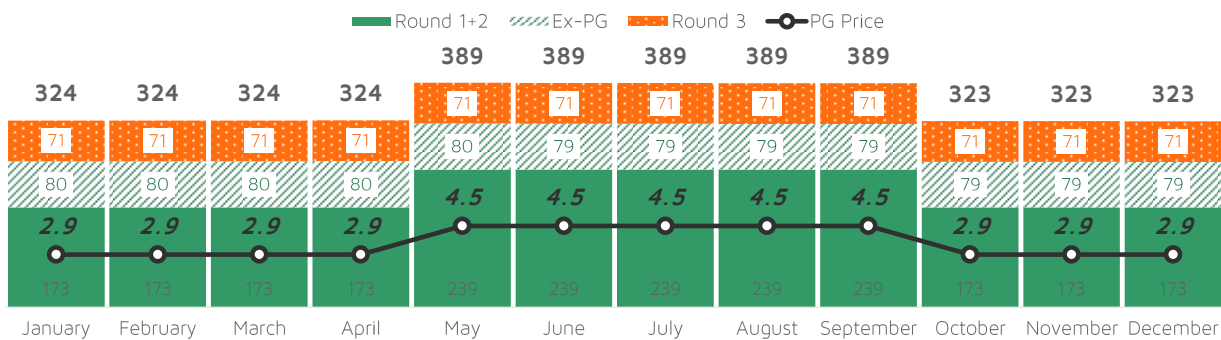 Round 1+2 Ex-PG Round 3 PG Price
324 324 324 324 389 389 389 389 389 323 323 323
71 71 71 71 71 71 71 71 71 71 71 71
80 80 80 80 80 79 79 79 79 79 79 79
2.9 2.9 2.9 2.9 4.5 4.5 4.5 4.5 4.5 2.9 2.9 2.9
173 173 173 173 239 239 239 239 239 173 173 173
January February March April May June July August September October November December